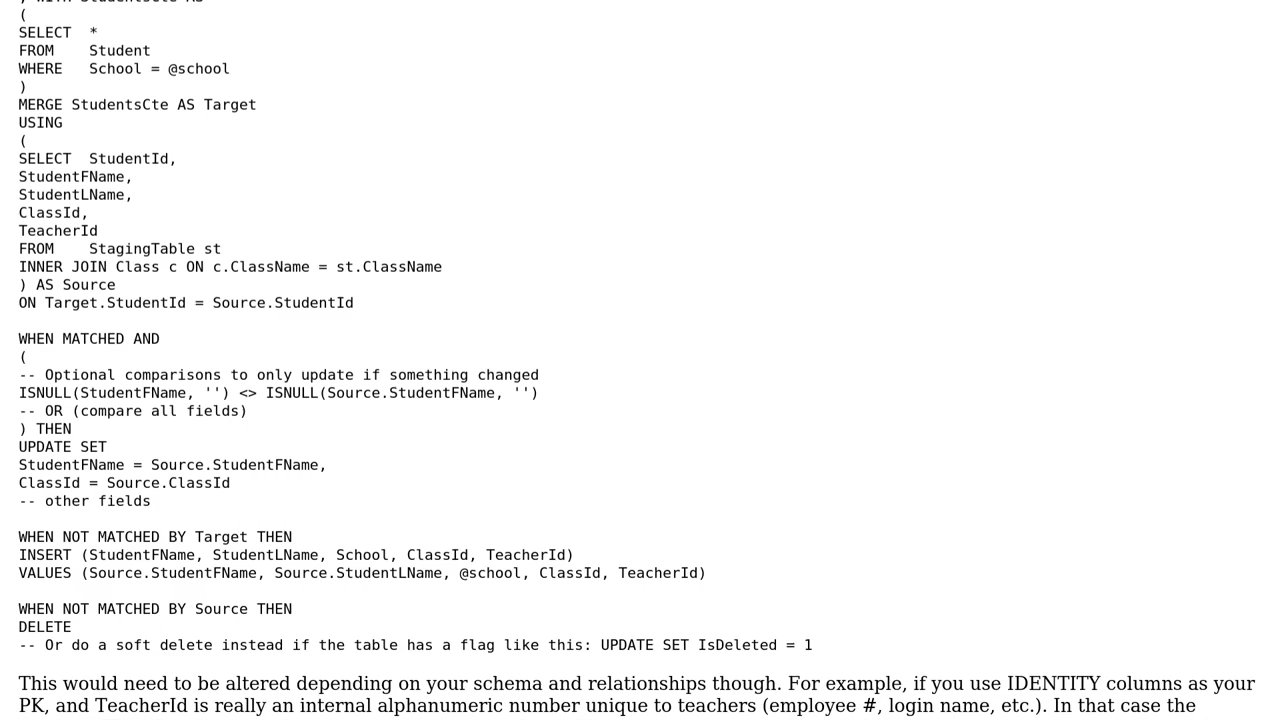 ) WITH StudentsCte AS
(
SELECT  *
FROM    Student
WHERE   School = @school
)
MERGE StudentsCte AS Target
USING
(
SELECT  StudentId,
StudentFName,
StudentLName,
ClassId,
TeacherId
FROM    StagingTable st
INNER JOIN Class c ON c.ClassName = st.ClassName
) AS Source
ON Target.StudentId = Source.StudentId

WHEN MATCHED AND
(
-- Optional comparisons to only update if something changed
ISNULL(StudentFName, '') <> ISNULL(Source.StudentFName, '')
-- OR (compare all fields)
) THEN
UPDATE SET
StudentFName = Source.StudentFName,
ClassId = Source.ClassId
-- other fields

WHEN NOT MATCHED BY Target THEN
INSERT (StudentFName, StudentLName, School, ClassId, TeacherId)
VALUES (Source.StudentFName, Source.StudentLName, @school, ClassId, TeacherId)

WHEN NOT MATCHED BY Source THEN
DELETE
-- Or do a soft delete instead if the table has a flag like this: UPDATE SET IsDeleted = 1

This would need to be altered depending on your schema and relationships though. For example, if you use IDENTITY columns as your
PK, and TeacherId is really an internal alphanumeric number unique to teachers (employee #, login name, etc.). In that case the